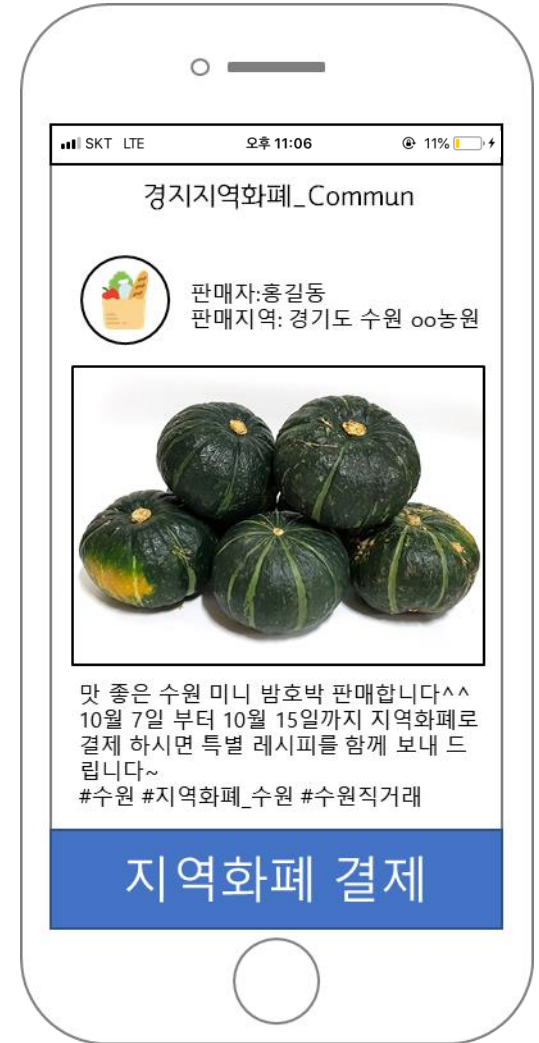 SKT LTE 오후 11:06 11%
경지지역화폐_Commun
판매자:홍길동
판매지역: 경기도 수원 oo농원
맛 좋은 수원 미니 밤호박 판매합니다^^
10월 7일 부터 10월 15일까지 지역화폐로
결제 하시면 특별 레시피를 함께 보내 드
립니다~
#수원 #지역화폐_수원 #수원직거래
지역화폐 결제